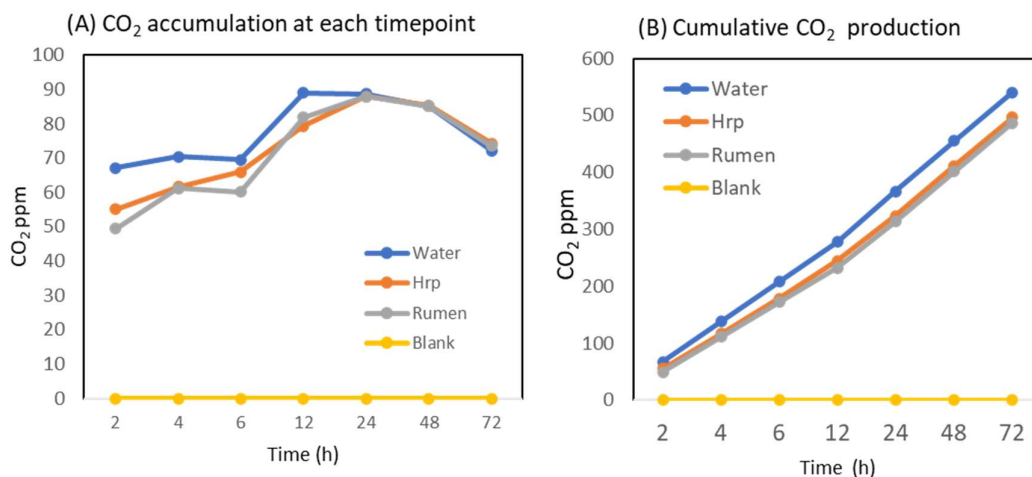 (A) CO₂ accumulation at each timepoint
100
90
80
70
60
50
40
30
20
10
0
CO₂ ppm
Water
Hrp
Rumen
Blank
2 4 6 12 24 48 72
Time (h)
(B) Cumulative CO₂ production
600
500
400
300
200
100
0
CO₂ ppm
Water
Hrp
Rumen
Blank
2 4 6 12 24 48 72
Time (h)